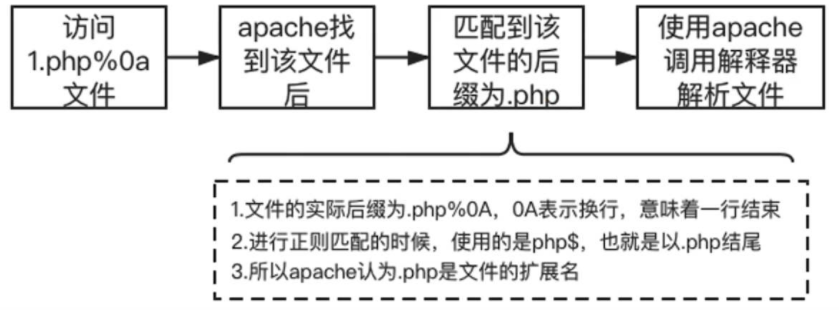 访问
1.php%0a
文件
apache找
到该文件
后
匹配到该
文件的后
缀为.php
使用apache
调用解释器
解析文件
1.文件的实际后缀为.php%0A，0A表示换行，意味着一行结束
2.进行正则匹配的时候，使用的是php$，也就是以.php结尾
3.所以apache认为.php是文件的扩展名